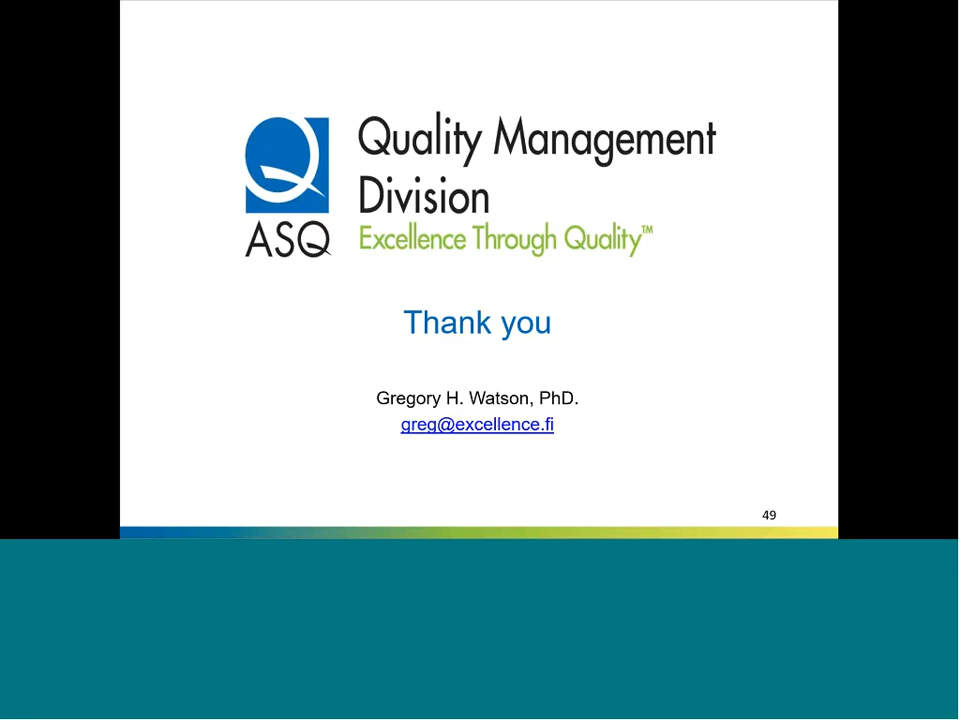 Quality Management
Division
ASQ
Excellence Through Quality™
Thank you
Gregory H. Watson, PhD.
greg@excellence.fi
49